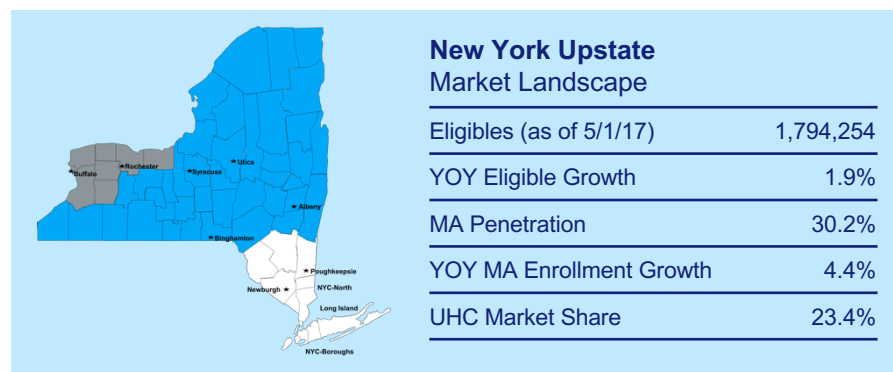 New York Upstate
Market Landscape
Eligibles (as of 5/1/17) 1,794,254
YOY Eligible Growth 1.9%
MA Penetration 30.2%
YOY MA Enrollment Growth 4.4%
UHC Market Share 23.4%
Buffalo
Rochester
Syracuse
Utica
Albany
Binghamton
Poughkeepsie
Newburgh
NYC-North
Long Island
NYC-Boroughs